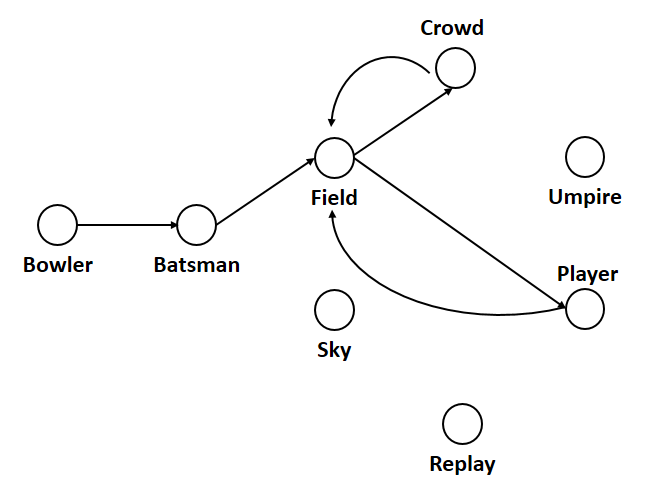 Crowd
Field
Umpire
Bowler
Batsman
Player
Sky
Replay